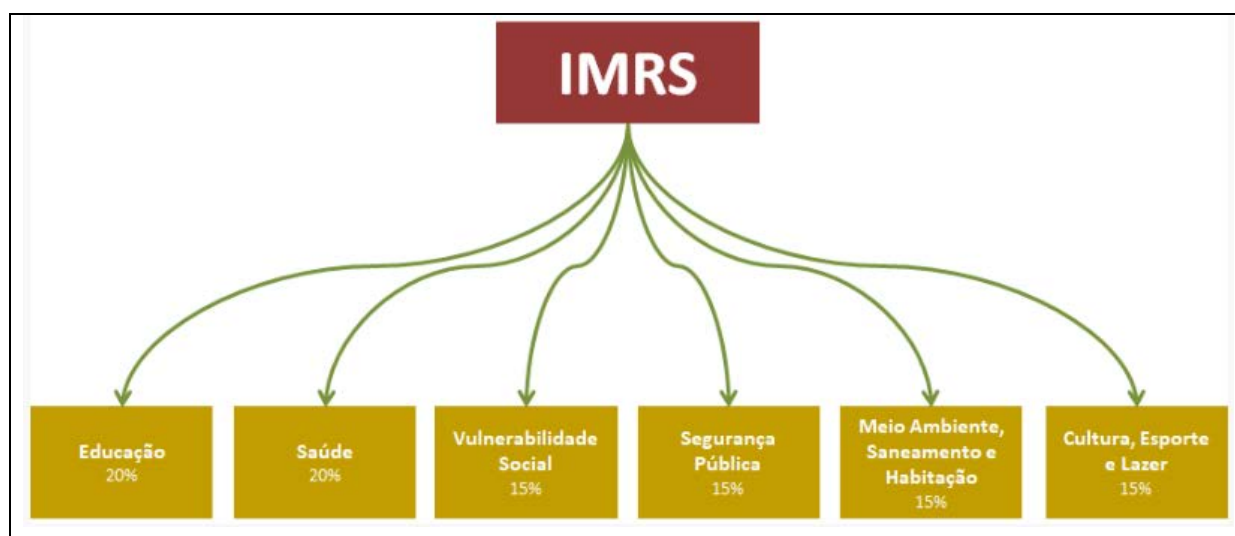 IMRS
Educação
20%
Saúde
20%
Vulnerabilidade
Social
15%
Segurança
Pública
15%
Meio Ambiente,
Saneamento e
Habitação
15%
Cultura, Esporte
e Lazer
15%